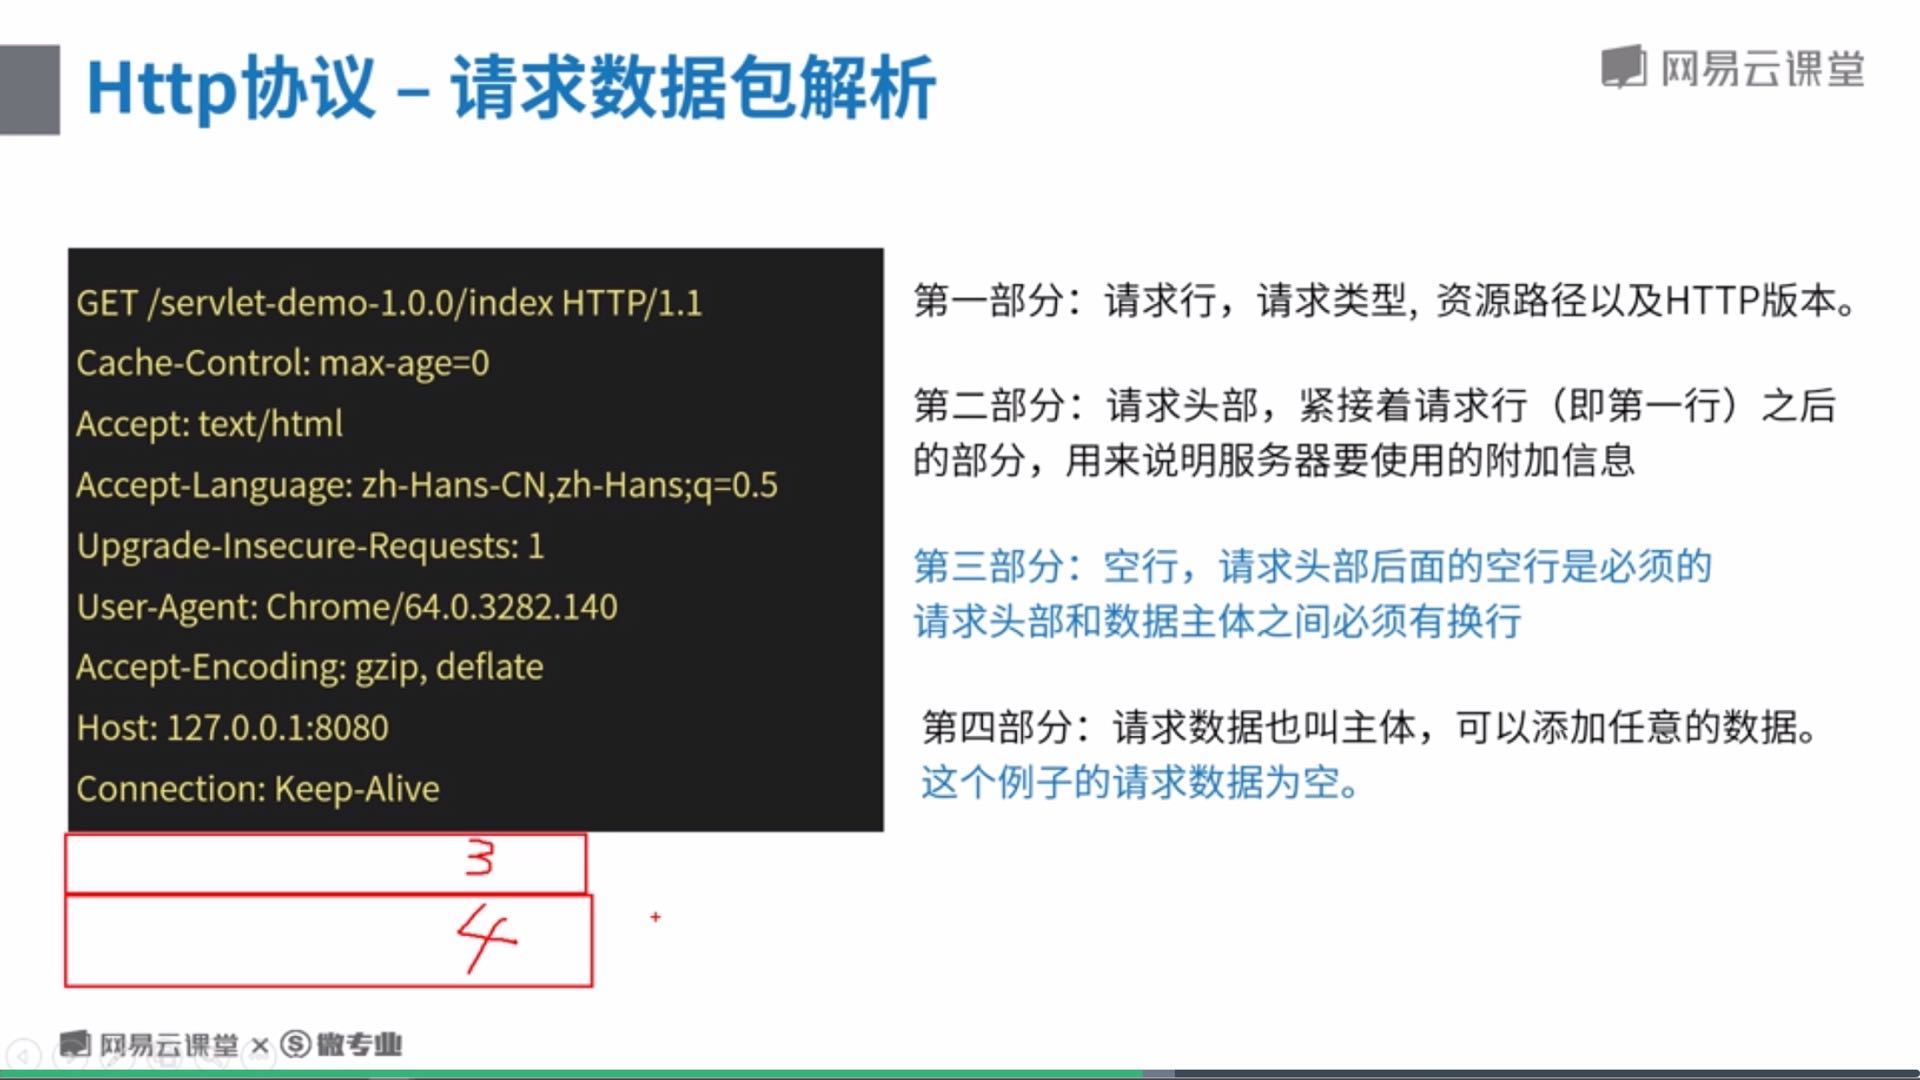 Http协议 – 请求数据包解析
网易云课堂
GET /servlet-demo-1.0.0/index HTTP/1.1
Cache-Control: max-age=0
Accept: text/html
Accept-Language: zh-Hans-CN,zh-Hans;q=0.5
Upgrade-Insecure-Requests: 1
User-Agent: Chrome/64.0.3282.140
Accept-Encoding: gzip, deflate
Host: 127.0.0.1:8080
Connection: Keep-Alive
3
4
第一部分：请求行，请求类型, 资源路径以及HTTP版本。
第二部分：请求头部，紧接着请求行（即第一行）之后
的部分，用来说明服务器要使用的附加信息
第三部分：空行，请求头部后面的空行是必须的
请求头部和数据主体之间必须有换行
第四部分：请求数据也叫主体，可以添加任意的数据。
这个例子的请求数据为空。
网易云课堂 × Ⓢ 微专业